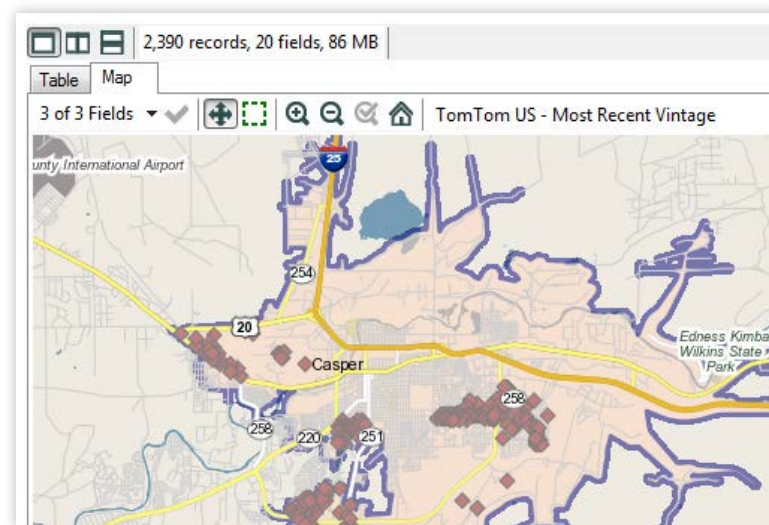 2,390 records, 20 fields, 86 MB
Table Map
3 of 3 Fields TomTom US - Most Recent Vintage
unty International Airport
25
254
20
Edness Kimba
Wilkins State
Park
Casper
258
258 220 251